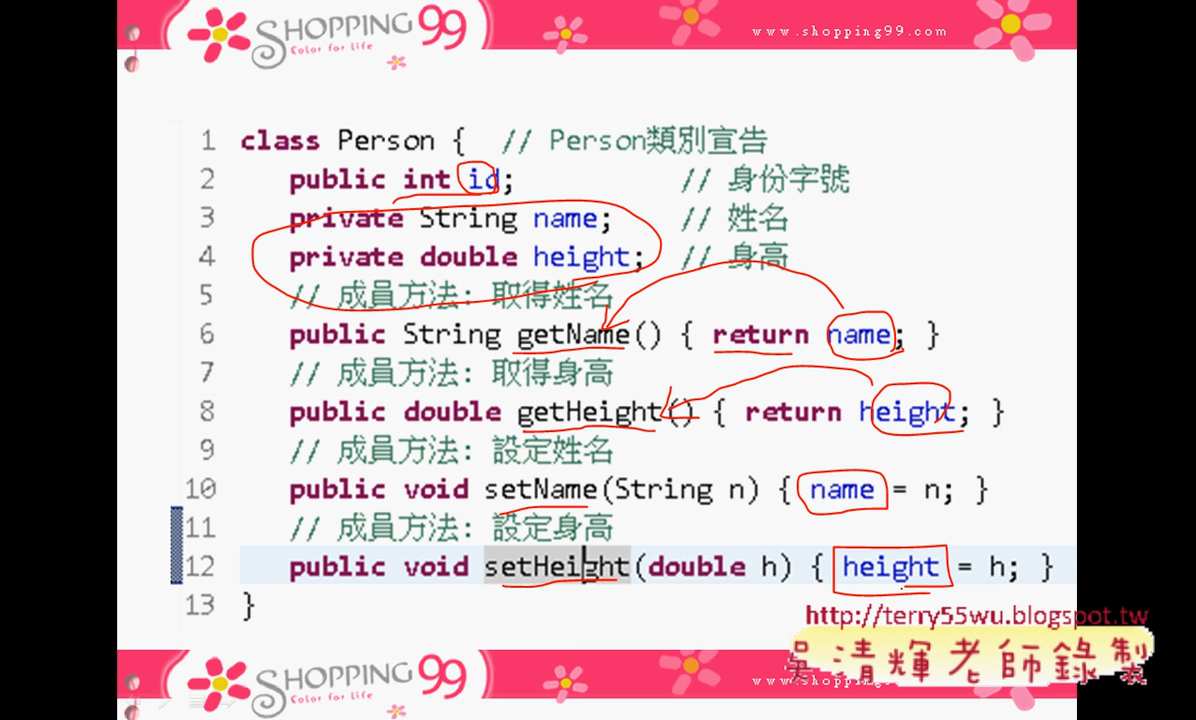 SHOPPING 99
Color for Life
www.shopping99.com
1 class Person { // Person類別宣告
2 public int id; // 身份字號
3 private String name; // 姓名
4 private double height; // 身高
5 // 成員方法: 取得姓名
6 public String getName() { return name; }
7 // 成員方法: 取得身高
8 public double getHeight() { return height; }
9 // 成員方法: 設定姓名
10 public void setName(String n) { name = n; }
11 // 成員方法: 設定身高
12 public void setHeight(double h) { height = h; }
13 }
http://terry55wu.blogspot.tw
吳清輝老師錄製
SHOPPING 99
Color for Life
www.shopping99